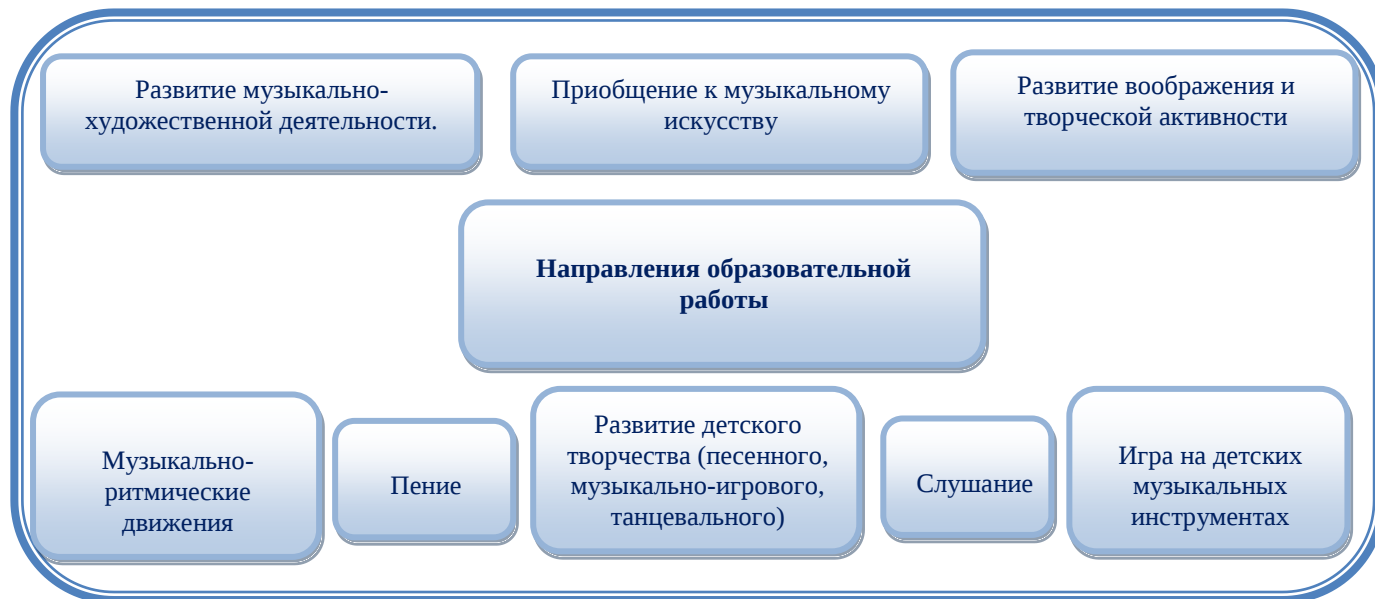 Развитие музыкально-
художественной деятельности.
Приобщение к музыкальному
искусству
Развитие воображения и
творческой активности
Направления образовательной
работы
Музыкально-
ритмические
движения
Пение
Развитие детского
творчества (песенного,
музыкально-игрового,
танцевального)
Слушание
Игра на детских
музыкальных
инструментах